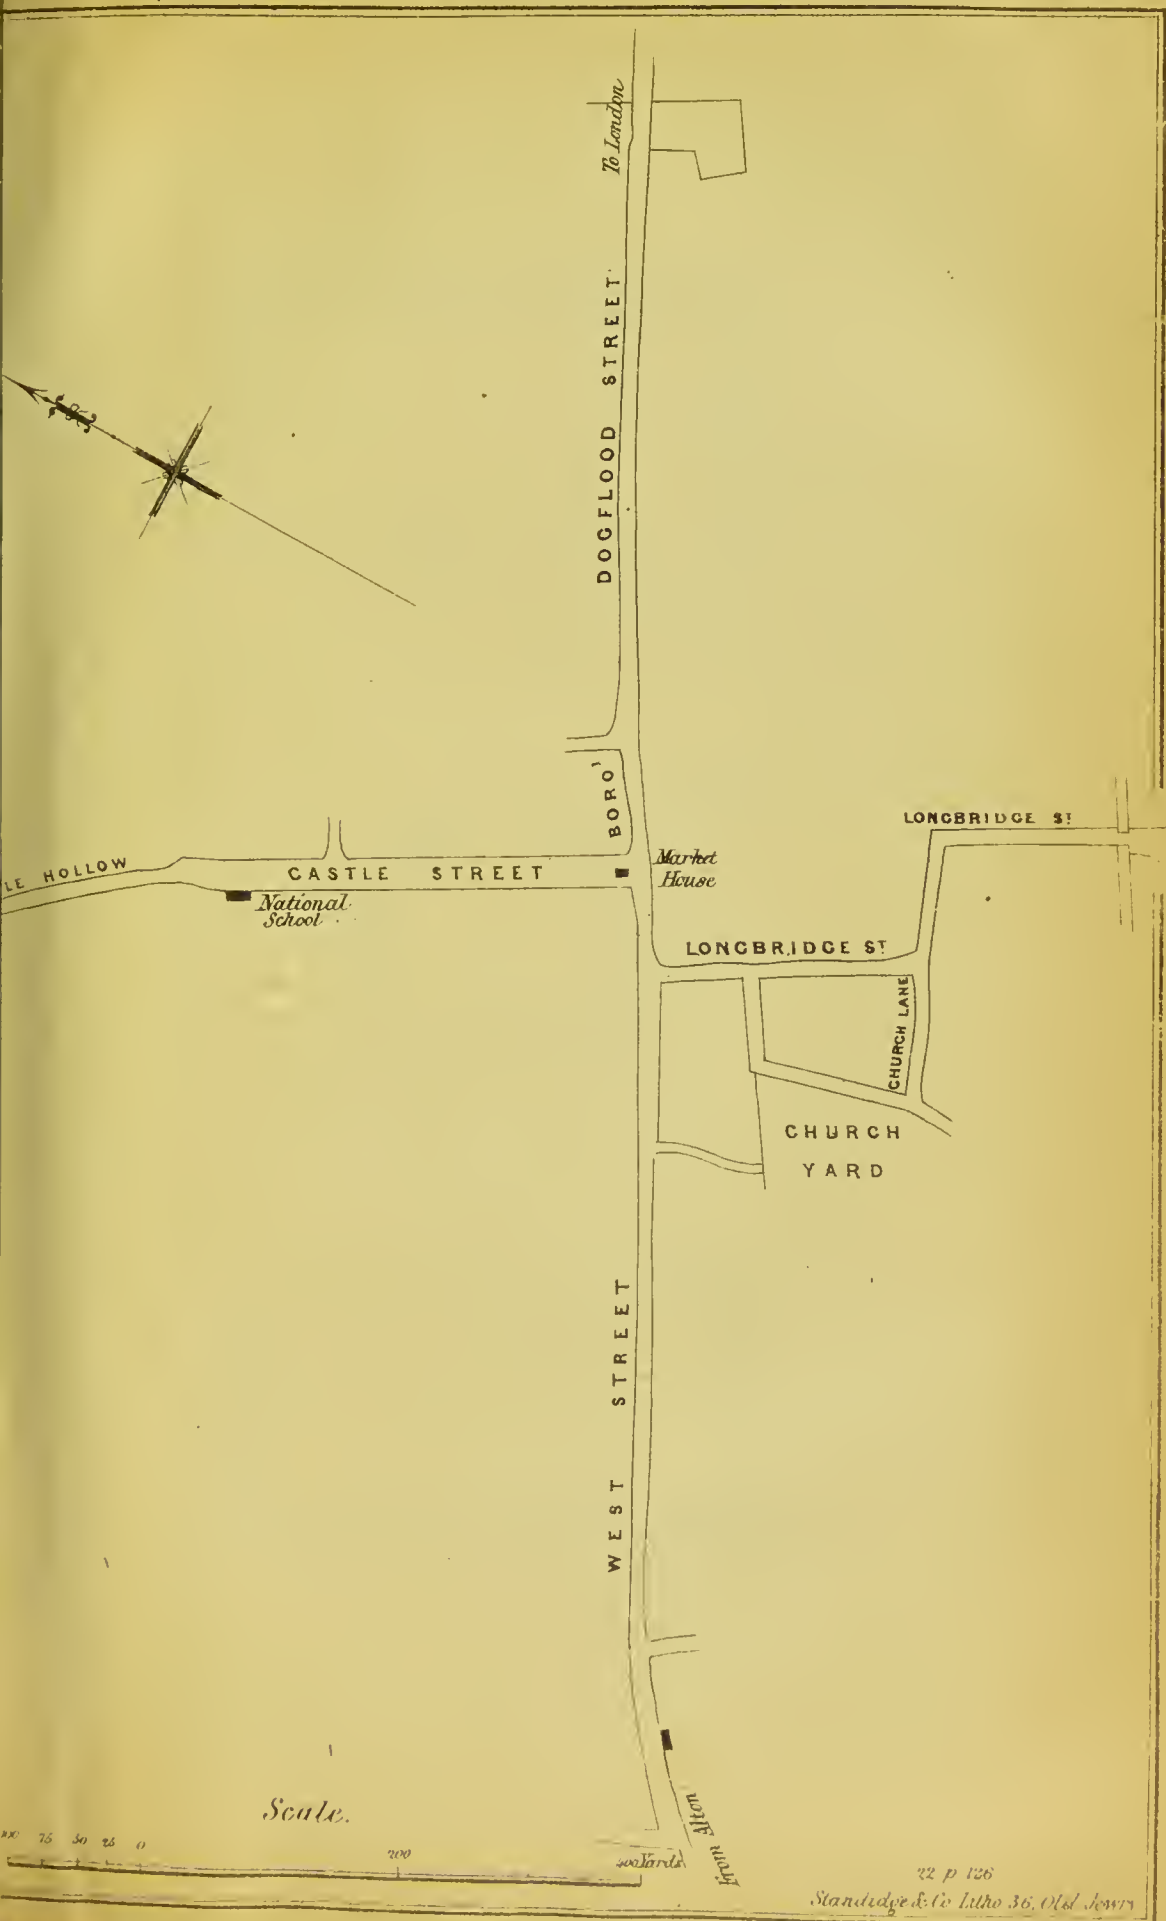 To London
DOGFLOOD STREET
BORO'
LONGBRIDGE ST
LE HOLLOW
CASTLE STREET
Market
House
National
School
LONGBRIDGE ST
CHURCH LANE
CHURCH
YARD
WEST STREET
From Alton
Scale.
100 75 50 25 0 200 400 Yards
22 p 126
Standidge & Co Litho 36, Old Jewry